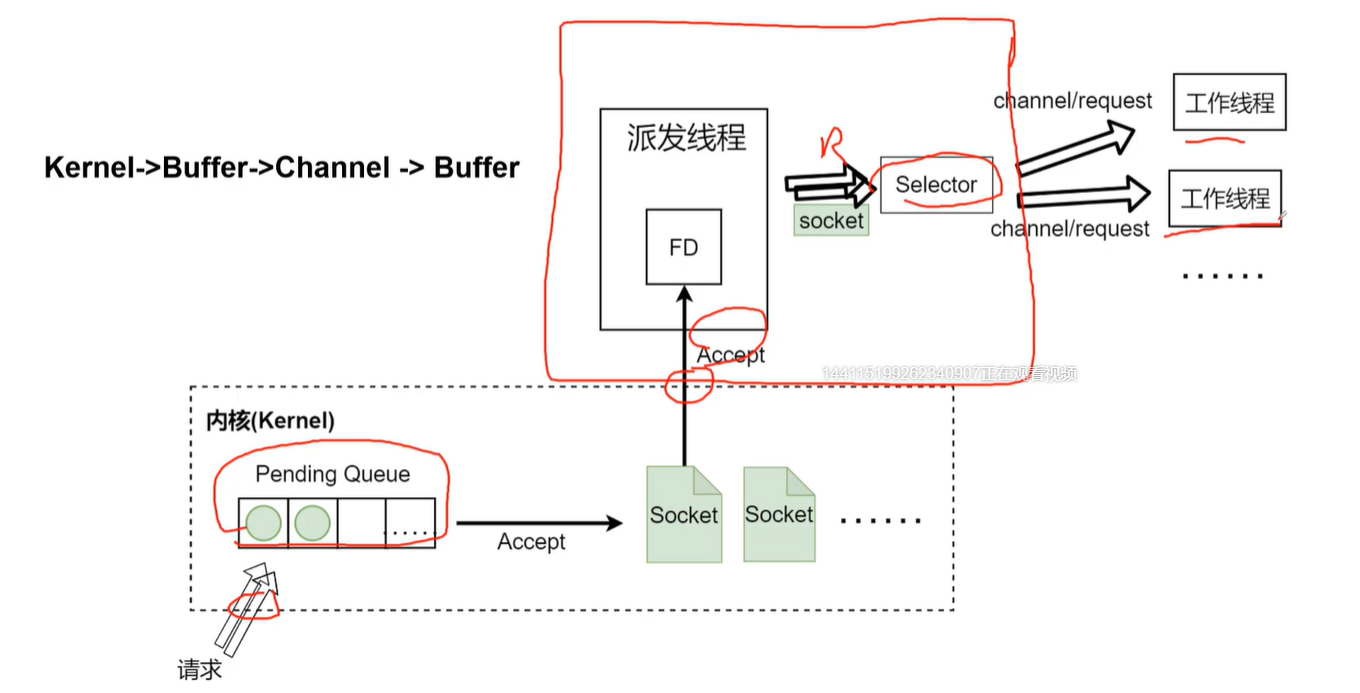 Kernel->Buffer->Channel -> Buffer
派发线程
FD
Accept
R
socket
Selector
channel/request
工作线程
channel/request
工作线程
......
144115199262340907正在观看视频
内核(Kernel)
Pending Queue
......
Accept
Socket
Socket
......
请求